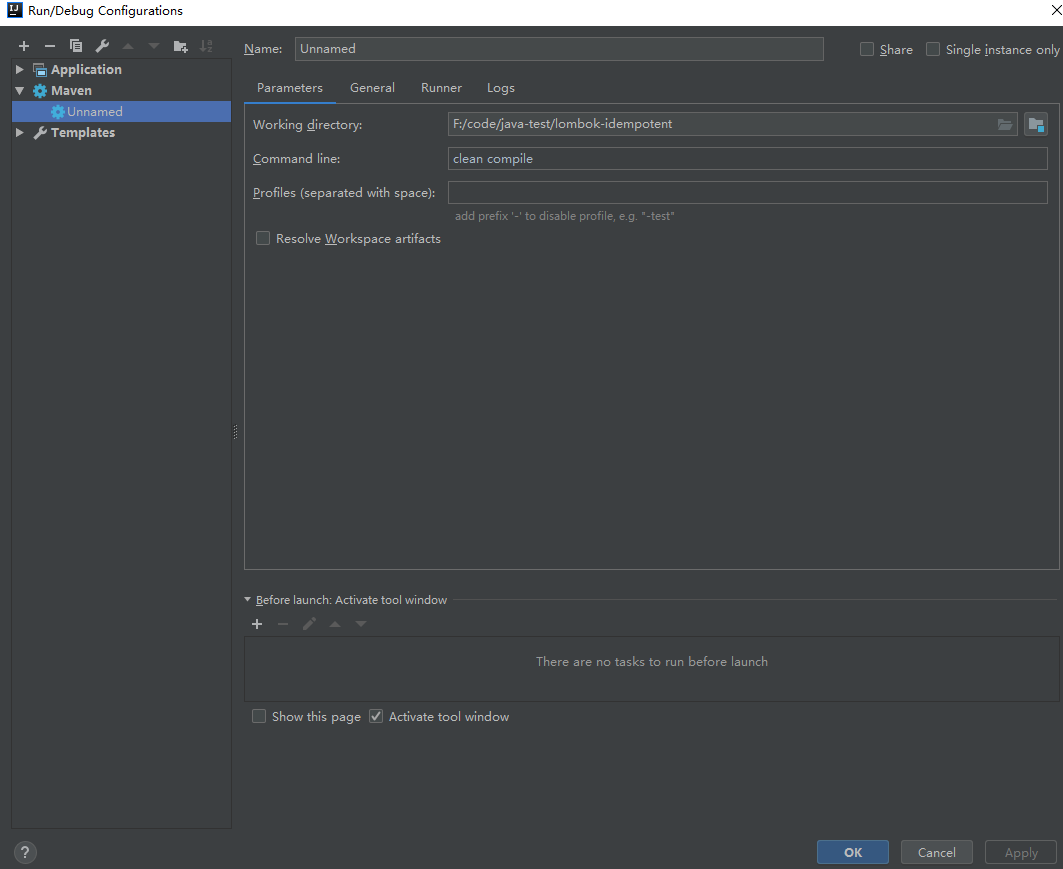 Run/Debug Configurations
Name: Unnamed Share Single instance only
Application
Maven
Unnamed
Templates
Parameters General Runner Logs
Working directory: F:/code/java-test/lombok-idempotent
Command line: clean compile
Profiles (separated with space):
add prefix '-' to disable profile, e.g. "-test"
Resolve Workspace artifacts
Before launch: Activate tool window
There are no tasks to run before launch
Show this page Activate tool window
? OK Cancel Apply